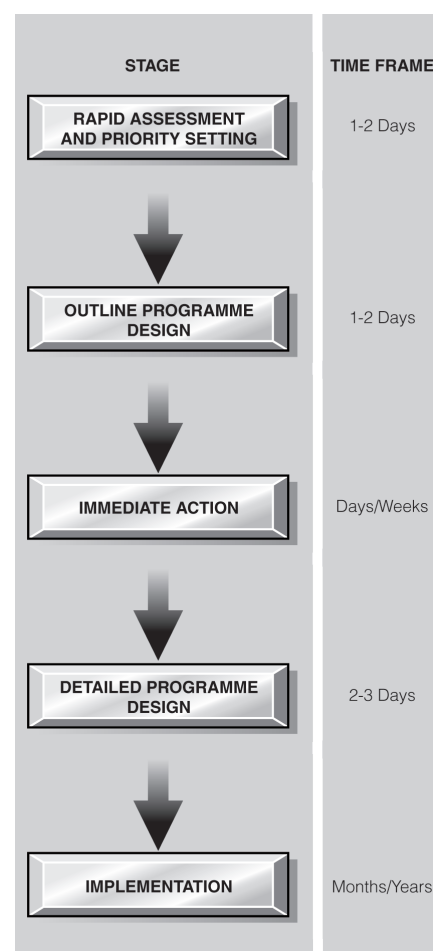 STAGE
TIME FRAME
RAPID ASSESSMENT
AND PRIORITY SETTING
1-2 Days
OUTLINE PROGRAMME
DESIGN
1-2 Days
IMMEDIATE ACTION
Days/Weeks
DETAILED PROGRAMME
DESIGN
2-3 Days
IMPLEMENTATION
Months/Years